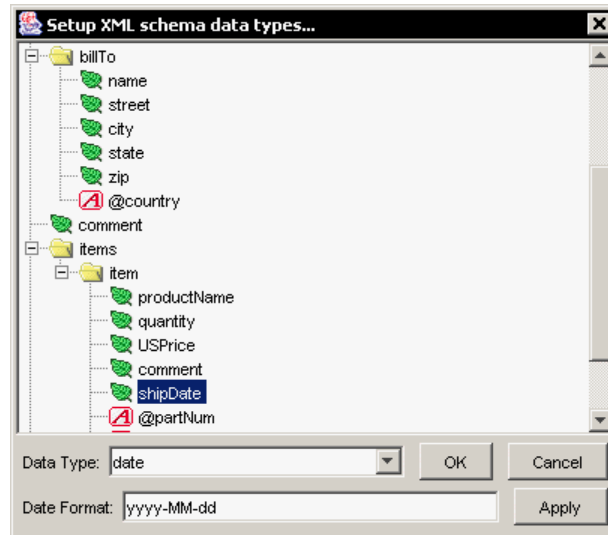 Setup XML schema data types...
billTo
name
street
city
state
zip
@country
comment
items
item
productName
quantity
USPrice
comment
shipDate
@partNum
Data Type: date OK Cancel
Date Format: yyyy-MM-dd Apply